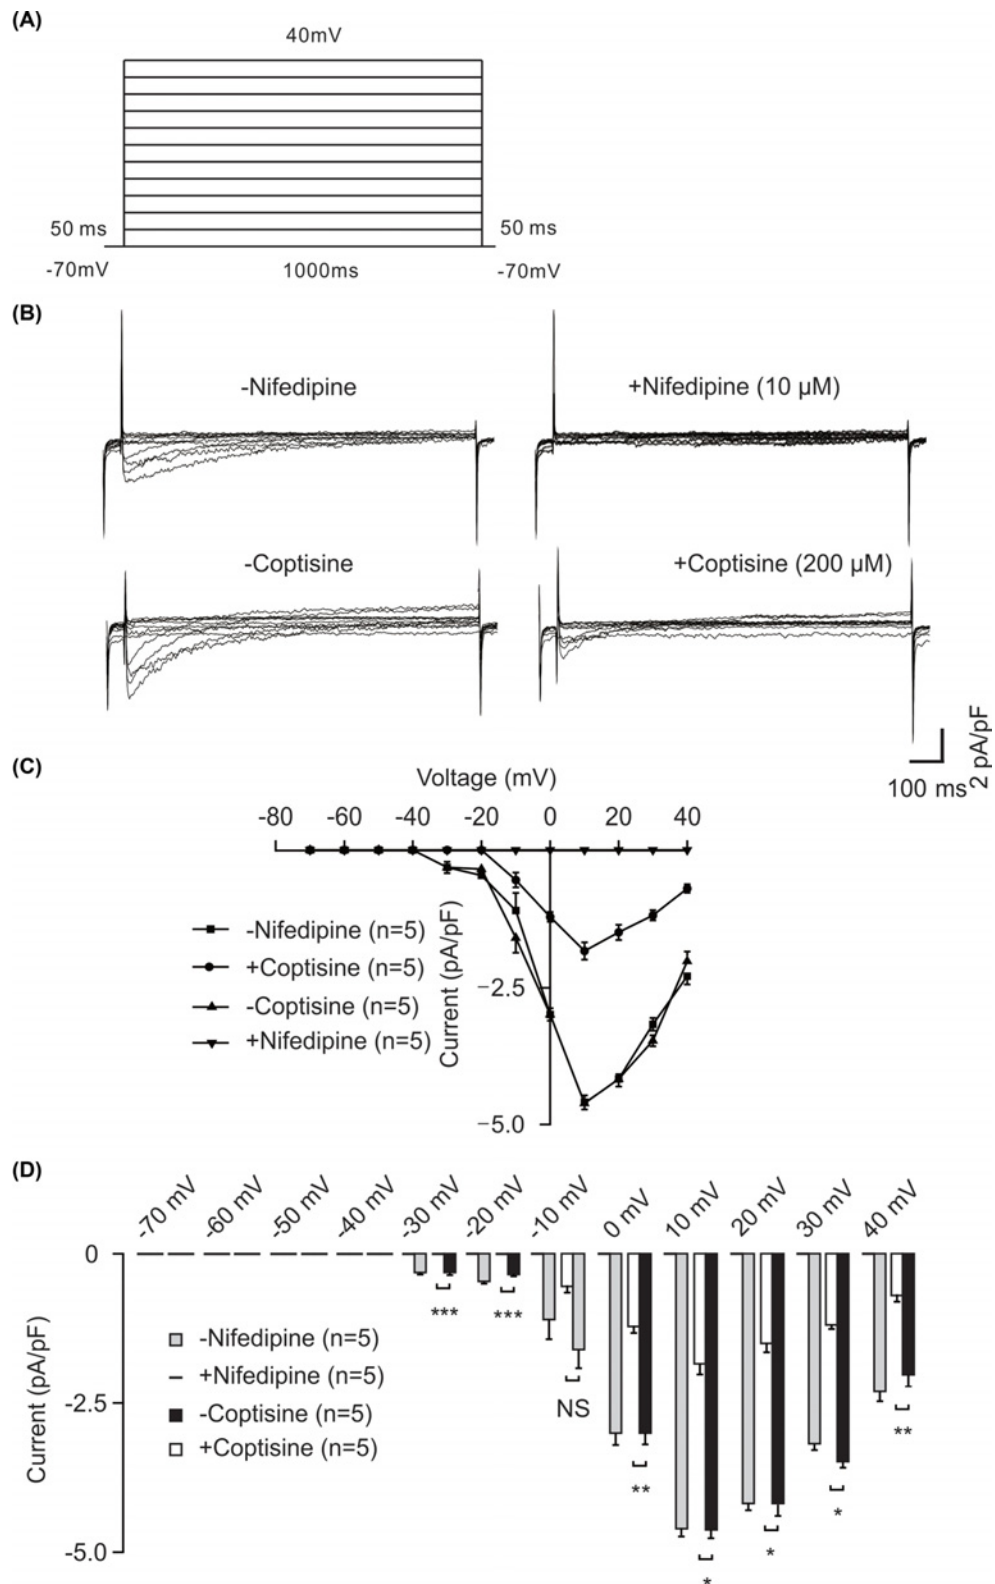 (A)
40mV
50 ms
50 ms
-70mV
1000ms
-70mV
(B)
-Nifedipine
+Nifedipine (10 µM)
-Coptisine
+Coptisine (200 µM)
2 pA/pF
100 ms
(C)
Voltage (mV)
-80 -60 -40 -20 0 20 40
-Nifedipine (n=5)
+Coptisine (n=5)
-Coptisine (n=5)
+Nifedipine (n=5)
Current (pA/pF)
−2.5
−5.0
(D)
-70 mV -60 mV -50 mV -40 mV -30 mV -20 mV -10 mV 0 mV 10 mV 20 mV 30 mV 40 mV
0
-2.5
-5.0
Current (pA/pF)
-Nifedipine (n=5)
+Nifedipine (n=5)
-Coptisine (n=5)
+Coptisine (n=5)
*** *** NS ** * * * **